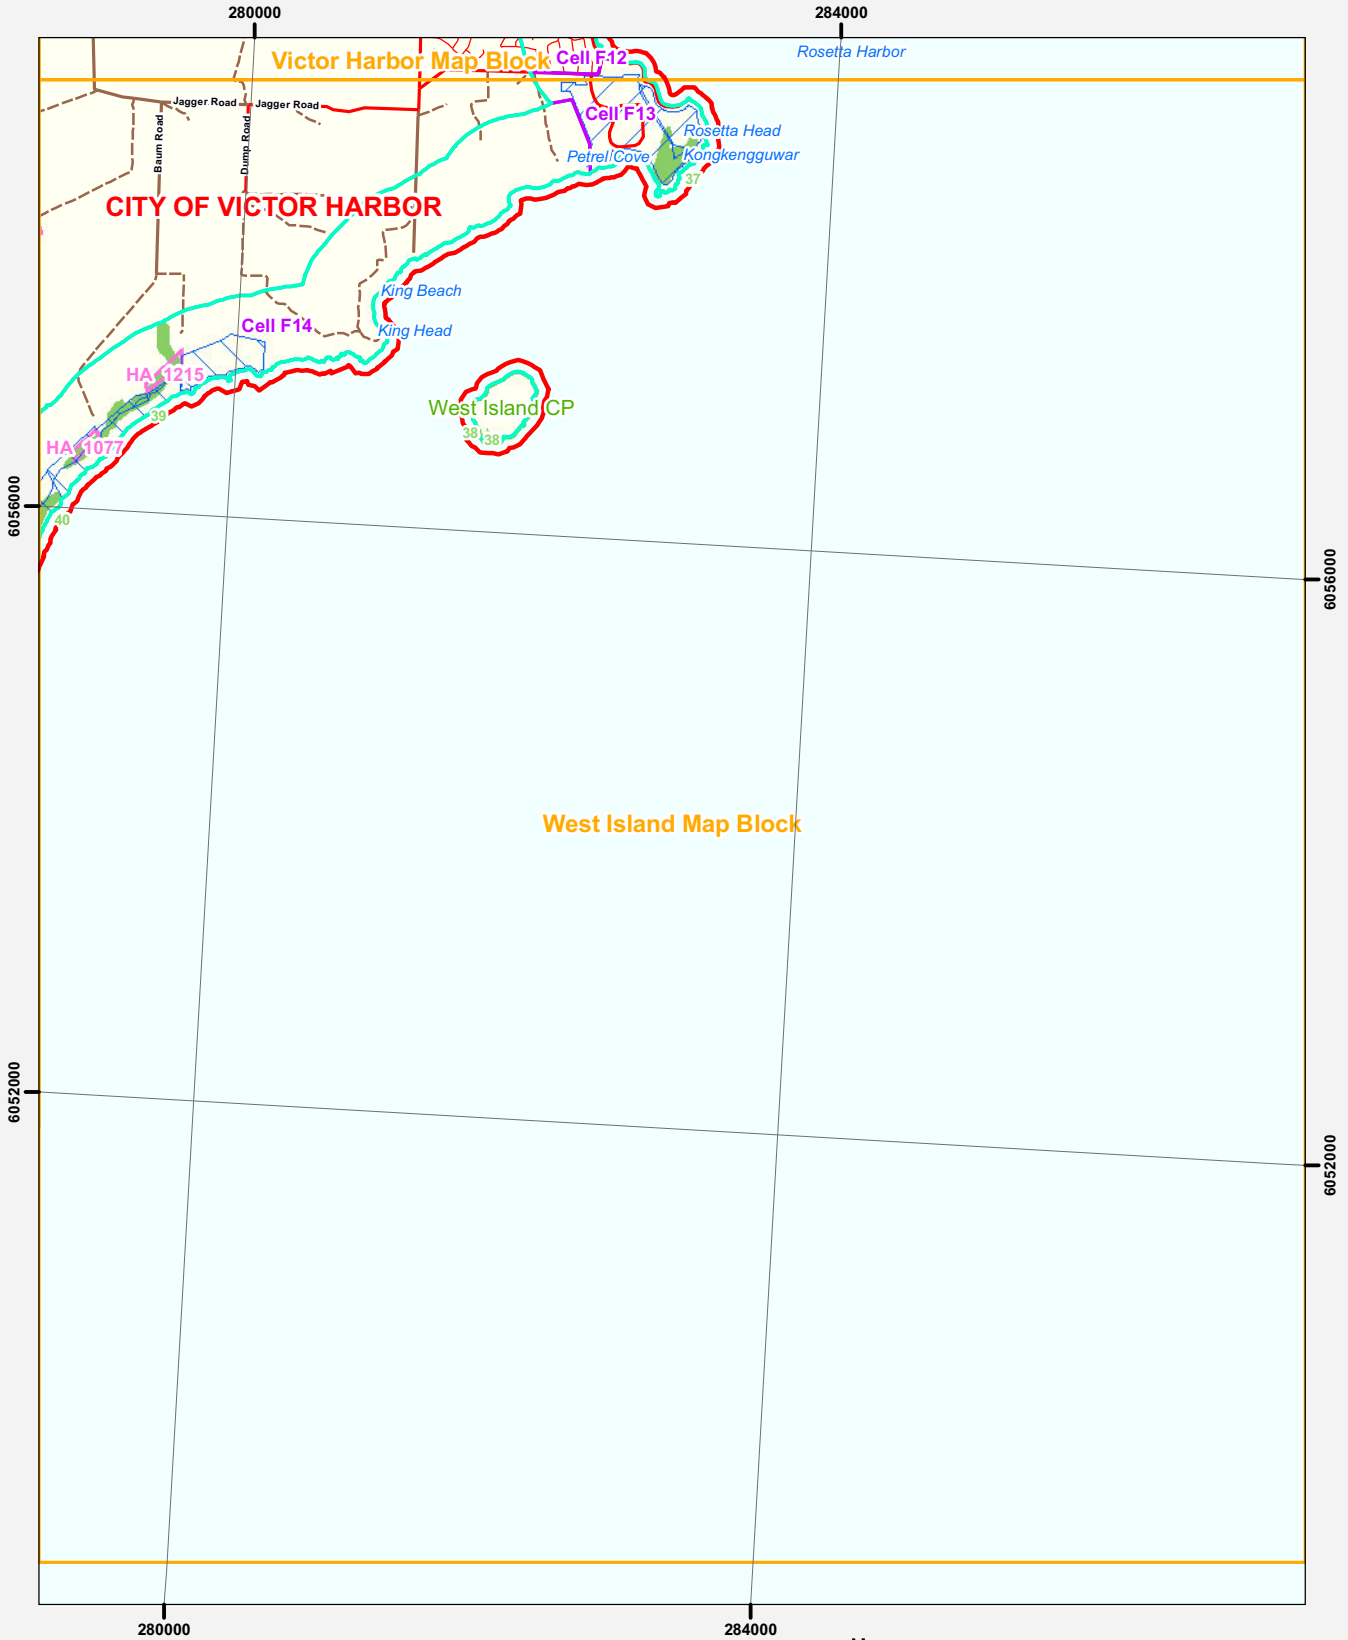 280000
284000
Rosetta Harbor
Victor Harbor Map Block
Cell F12
Jagger Road
Jagger Road
Cell F13
Baum Road
Dump Road
Rosetta Head
Petrel Cove
Kongkengguwar
37
CITY OF VICTOR HARBOR
King Beach
Cell F14
King Head
HA 1215
West Island CP
39
38
38
HA 1077
6056000
40
6056000
West Island Map Block
6052000
6052000
280000
284000